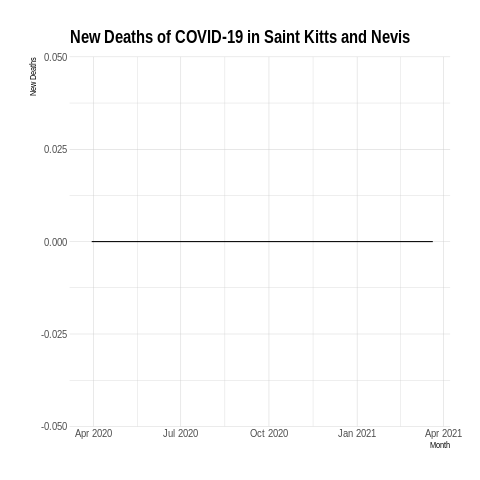 New Deaths of COVID-19 in Saint Kitts and Nevis
New Deaths
0.050
0.025
0.000
-0.025
-0.050
Apr 2020 Jul 2020 Oct 2020 Jan 2021 Apr 2021
Month